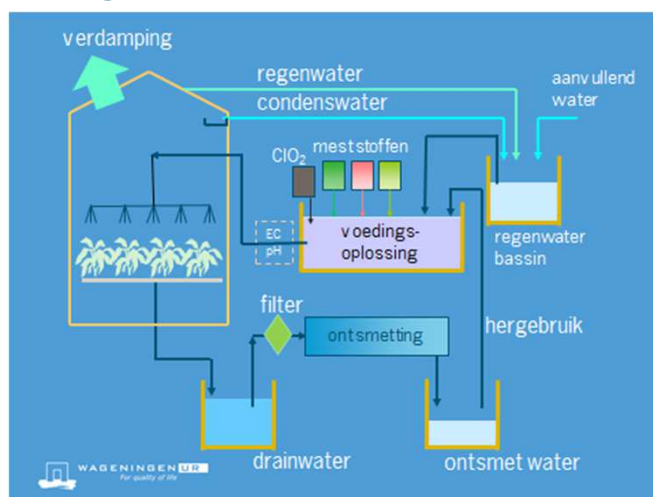 verdamping
regenwater
condenswater
aanvullend
water
ClO2
meststoffen
EC
pH
voedings-
oplossing
regenwater
bassin
filter
ontsmetting
hergebruik
drainwater
ontsmet water
WAGENINGEN UR
For quality of life